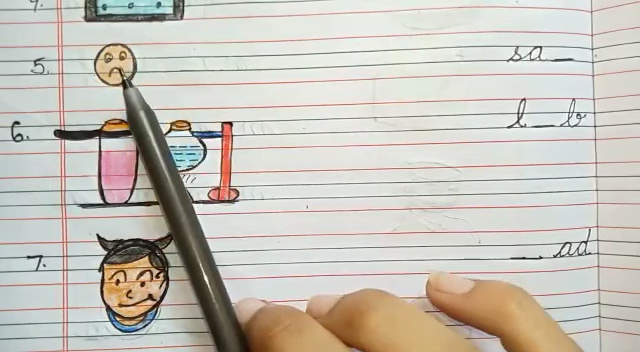 5. sa_
6. l_b
7. _ad